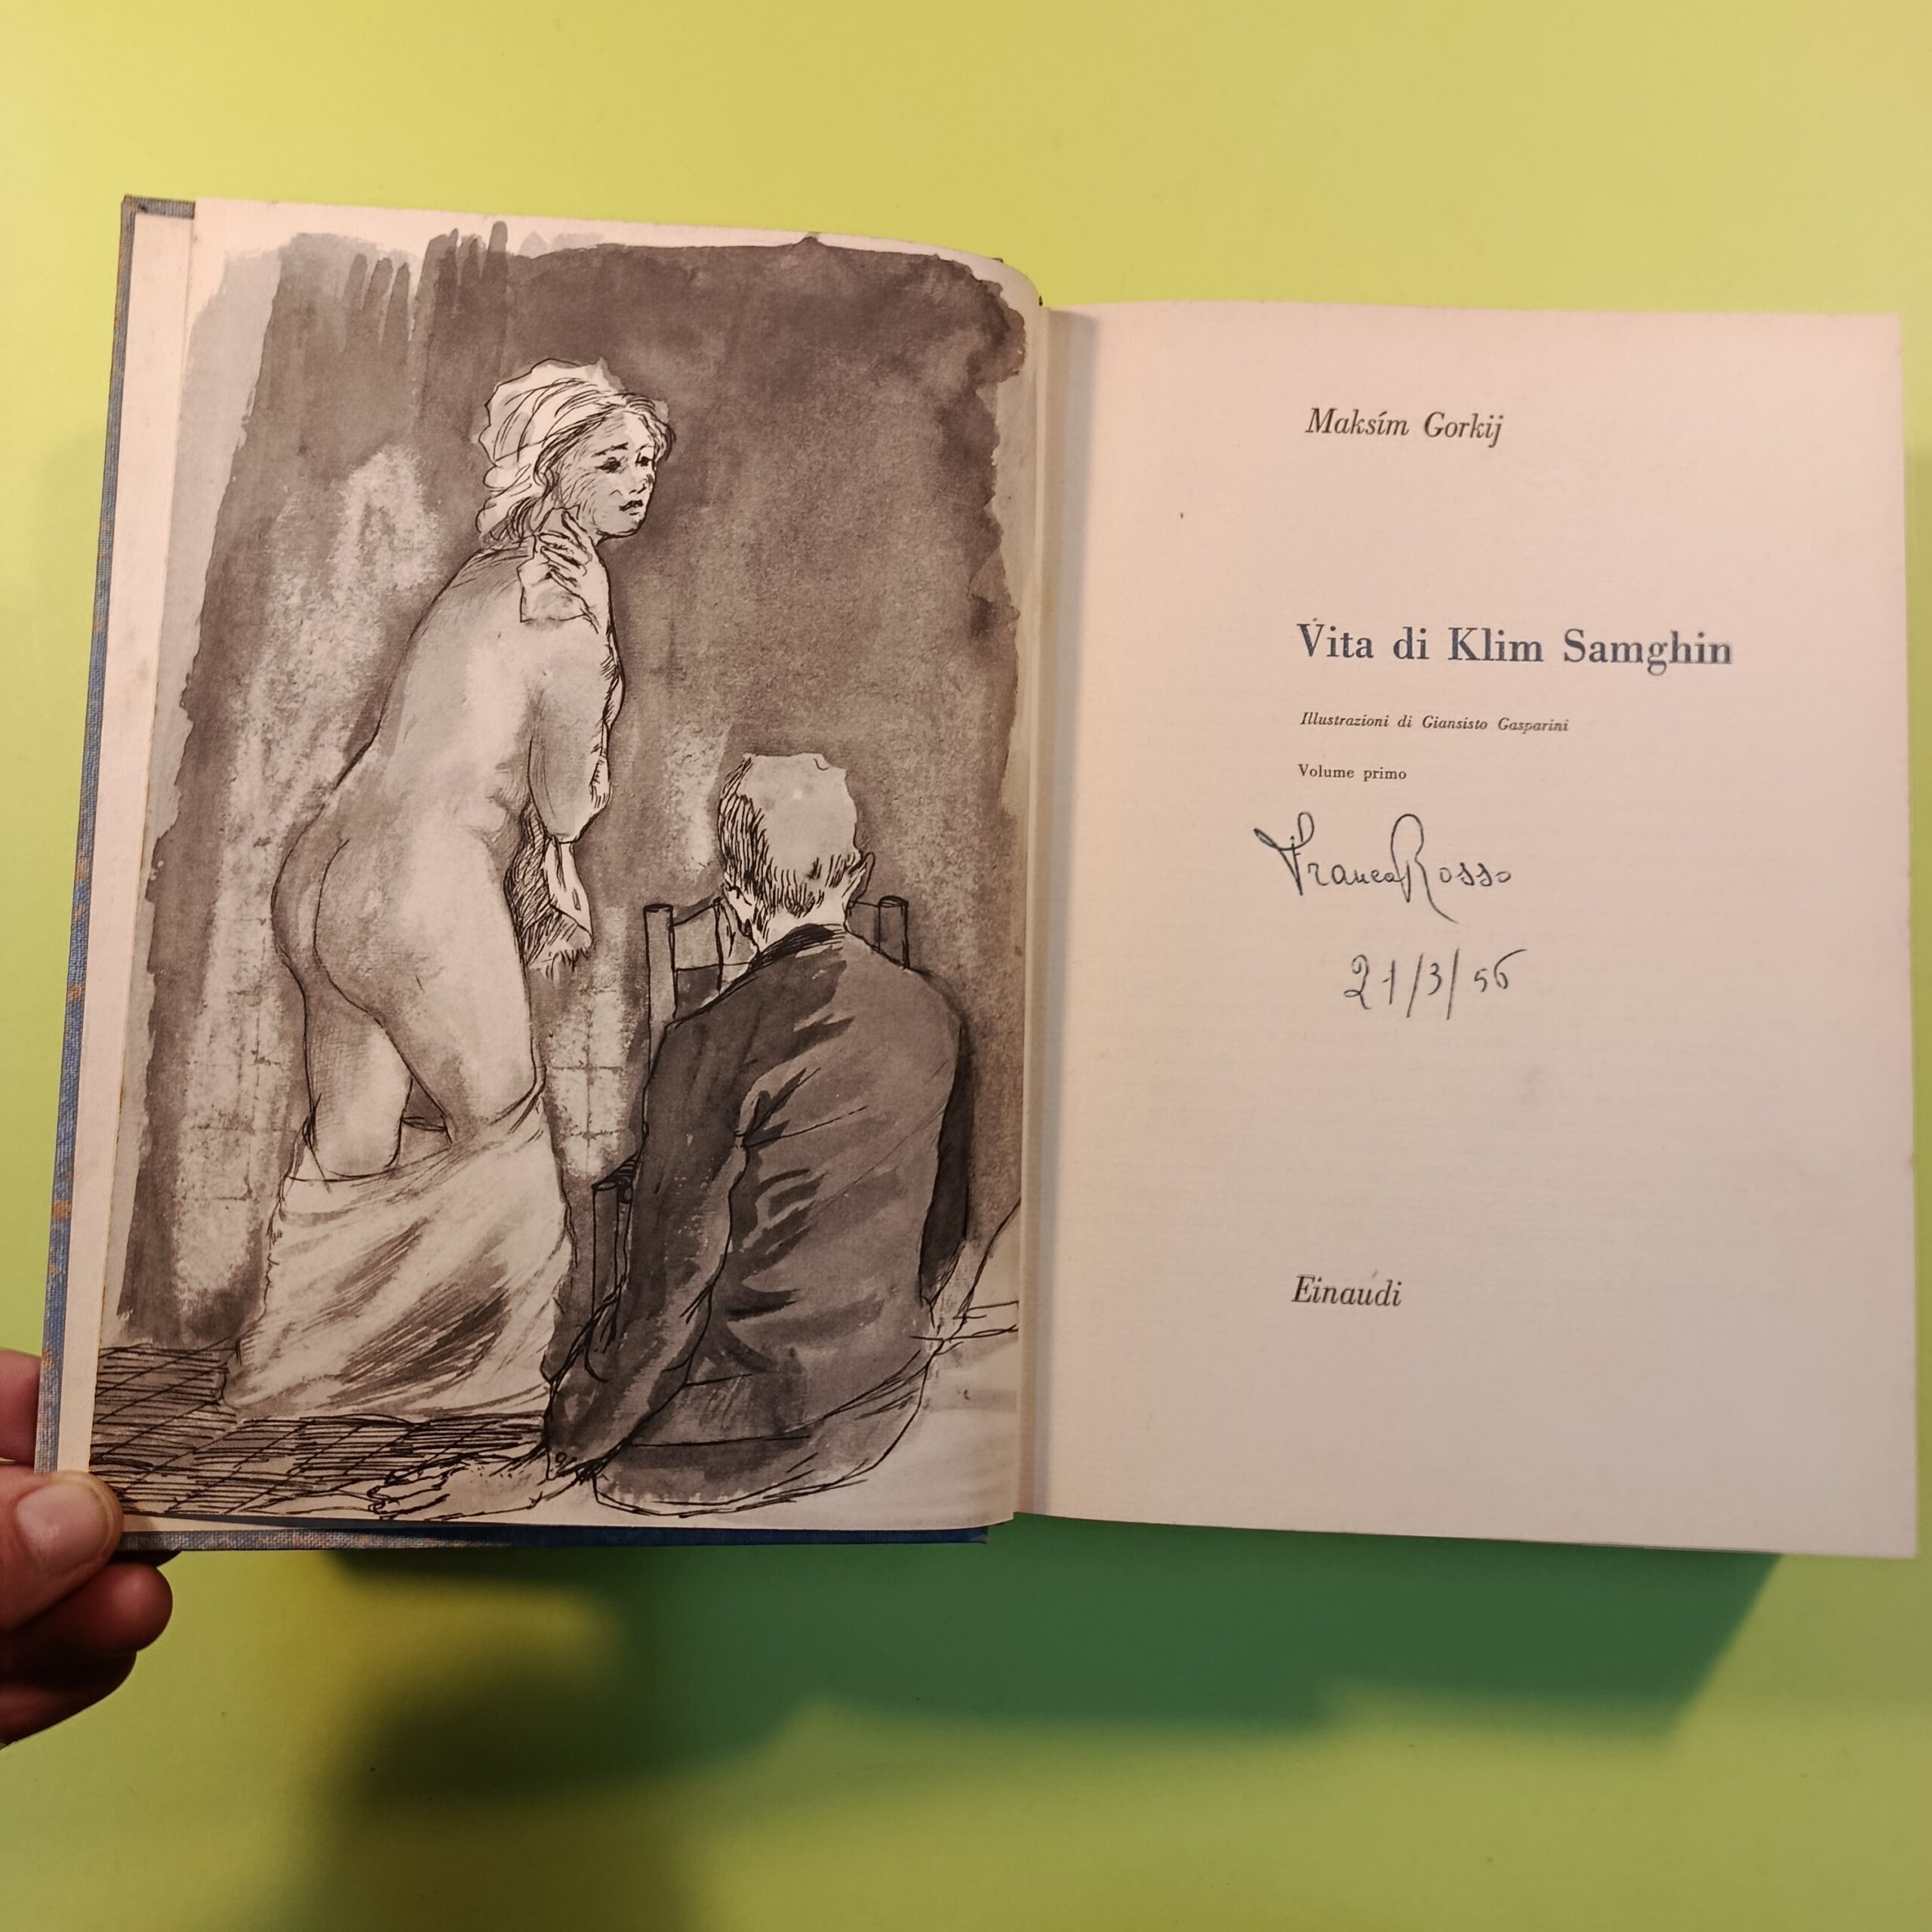 Maksím Gorkij
Vita di Klim Samghin
Illustrazioni di Giansisto Gasparini
Volume primo
Franco Rosso
21/3/56
Einaudi